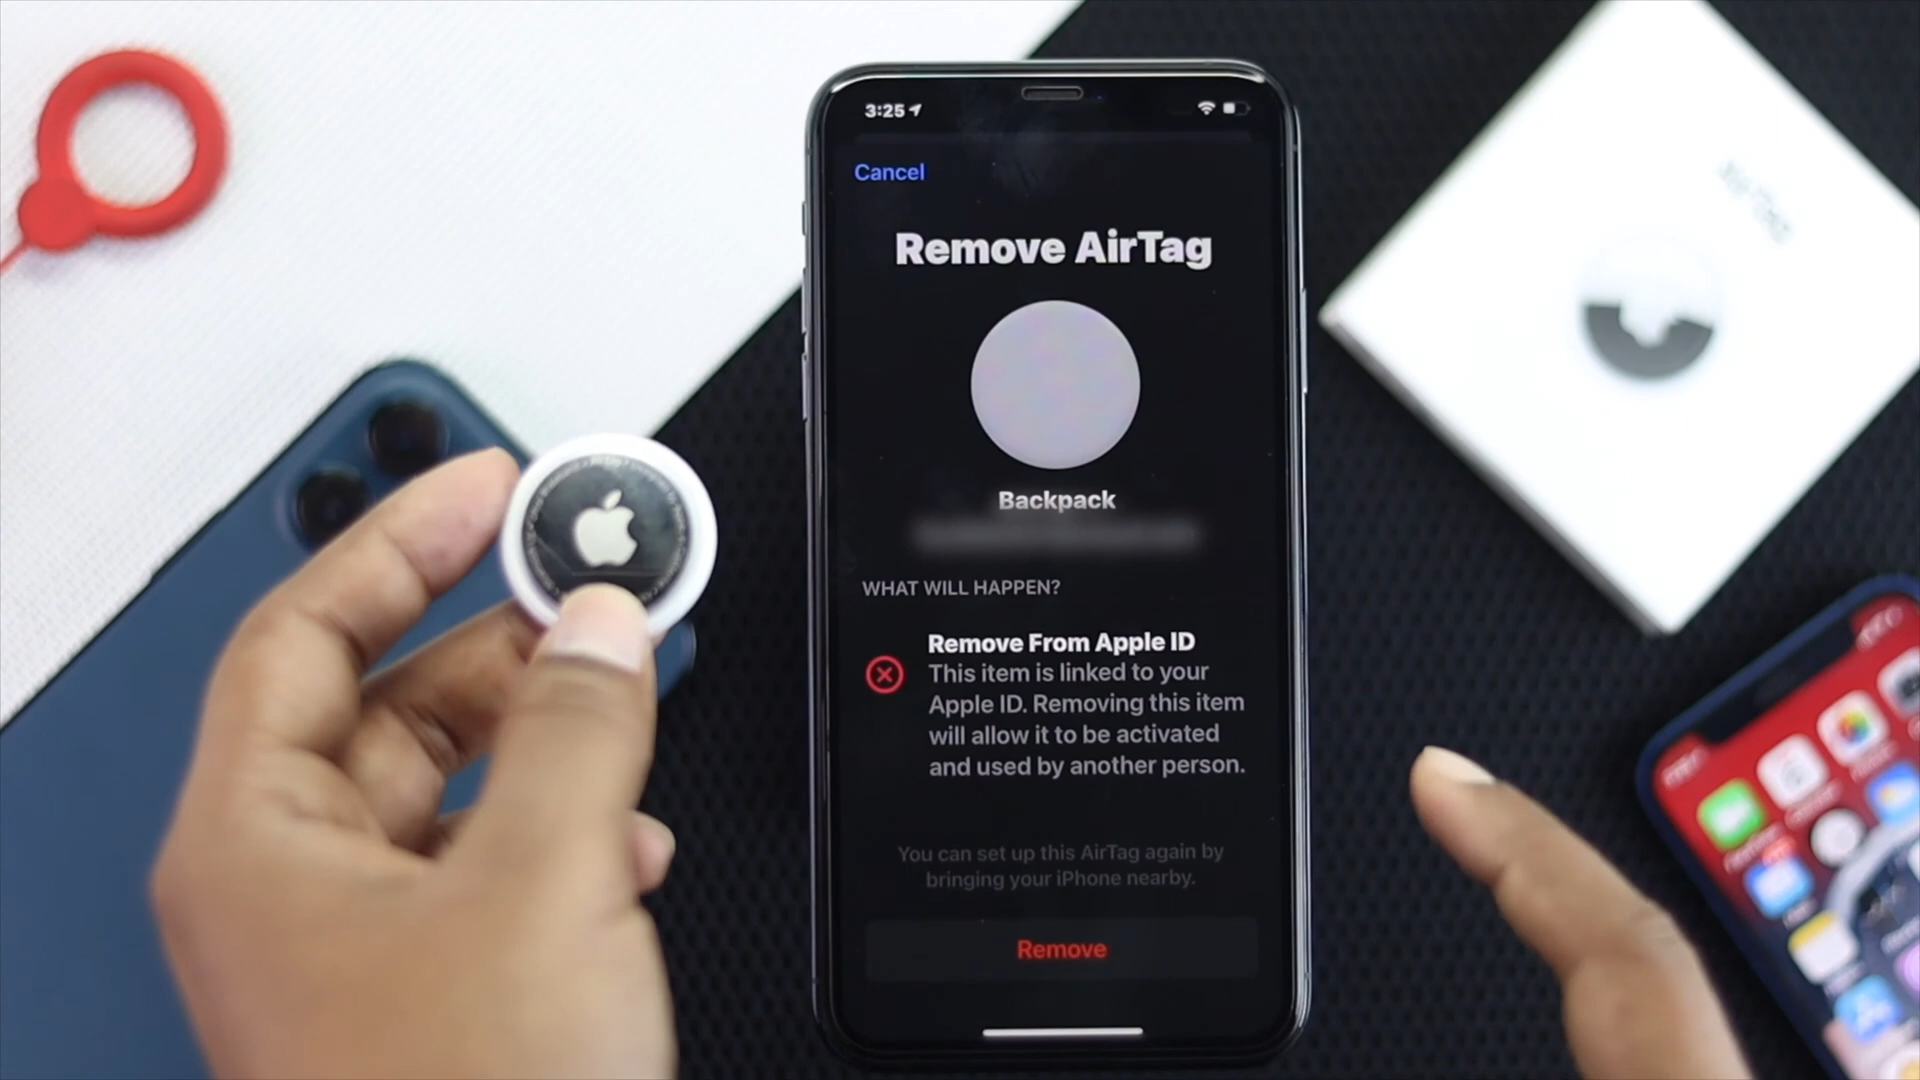 3:25
Cancel
Remove AirTag
Backpack
WHAT WILL HAPPEN?
Remove From Apple ID
This item is linked to your
Apple ID. Removing this item
will allow it to be activated
and used by another person.
You can set up this AirTag again by
bringing your iPhone nearby.
Remove
AirTag